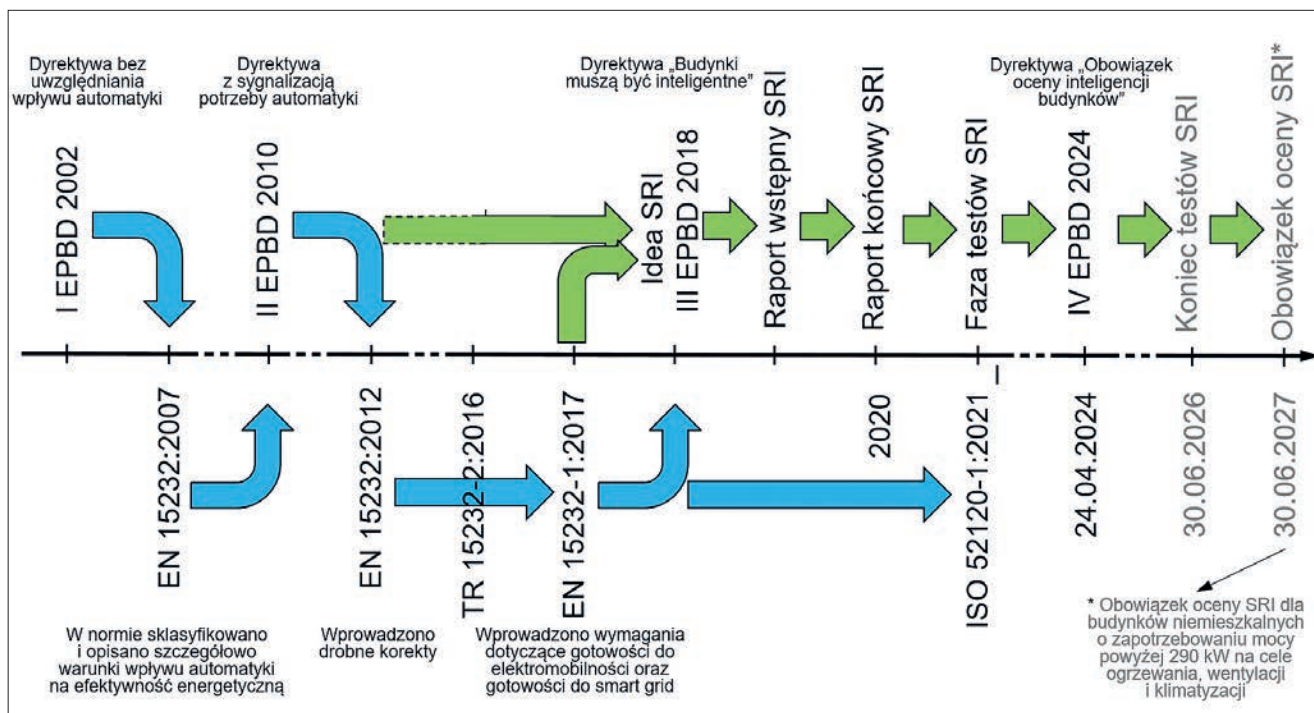 Dyrektywa bez
uwzględniania
wpływu automatyki
Dyrektywa
z sygnalizacją
potrzeby automatyki
Dyrektywa „Budynki
muszą być inteligentne”
Dyrektywa „Obowiązek
oceny inteligencji
budynków”
I EPBD 2002
II EPBD 2010
Idea SRI
III EPBD 2018
Raport wstępny SRI
Raport końcowy SRI
Faza testów SRI
IV EPBD 2024
Koniec testów SRI
Obowiązek oceny SRI*
EN 15232:2007
EN 15232:2012
TR 15232-2:2016
EN 15232-1:2017
2020
ISO 52120-1:2021
24.04.2024
30.06.2026
30.06.2027
W normie sklasyfikowano
i opisano szczegółowo
warunki wpływu automatyki
na efektywność energetyczną
Wprowadzono
drobne korekty
Wprowadzono wymagania
dotyczące gotowości do
elektromobilności oraz
gotowości do smart grid
* Obowiązek oceny SRI dla
budynków niemieszkalnych
o zapotrzebowaniu mocy
powyżej 290 kW na cele
ogrzewania, wentylacji
i klimatyzacji